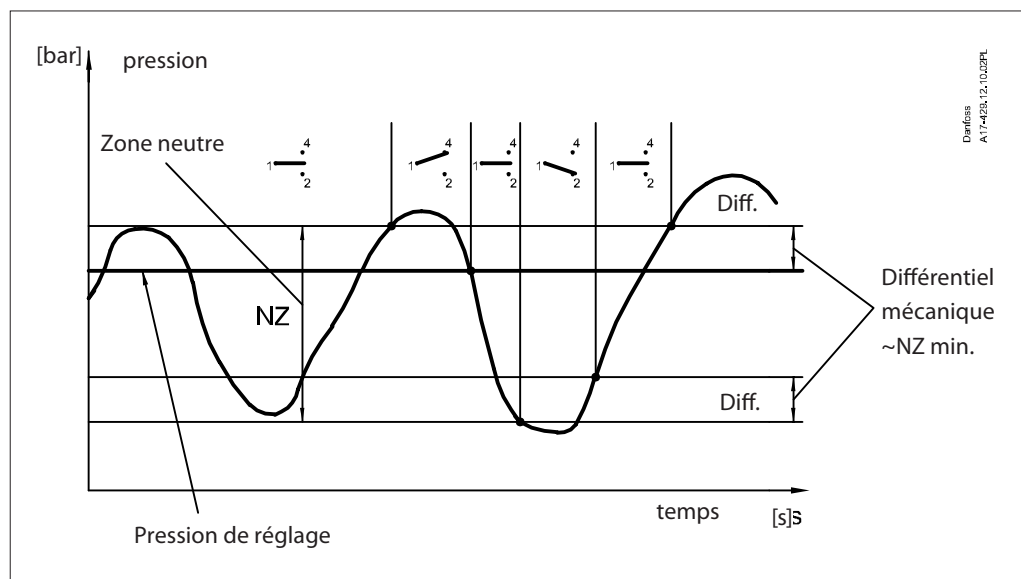 [bar]
pression
Danfoss
A17-429.12.10.02PL
Zone neutre
4
1
2
4
1
2
4
1
2
4
1
2
4
1
2
Diff.
NZ
Différentiel
mécanique
~NZ min.
Diff.
temps
[s]s
Pression de réglage